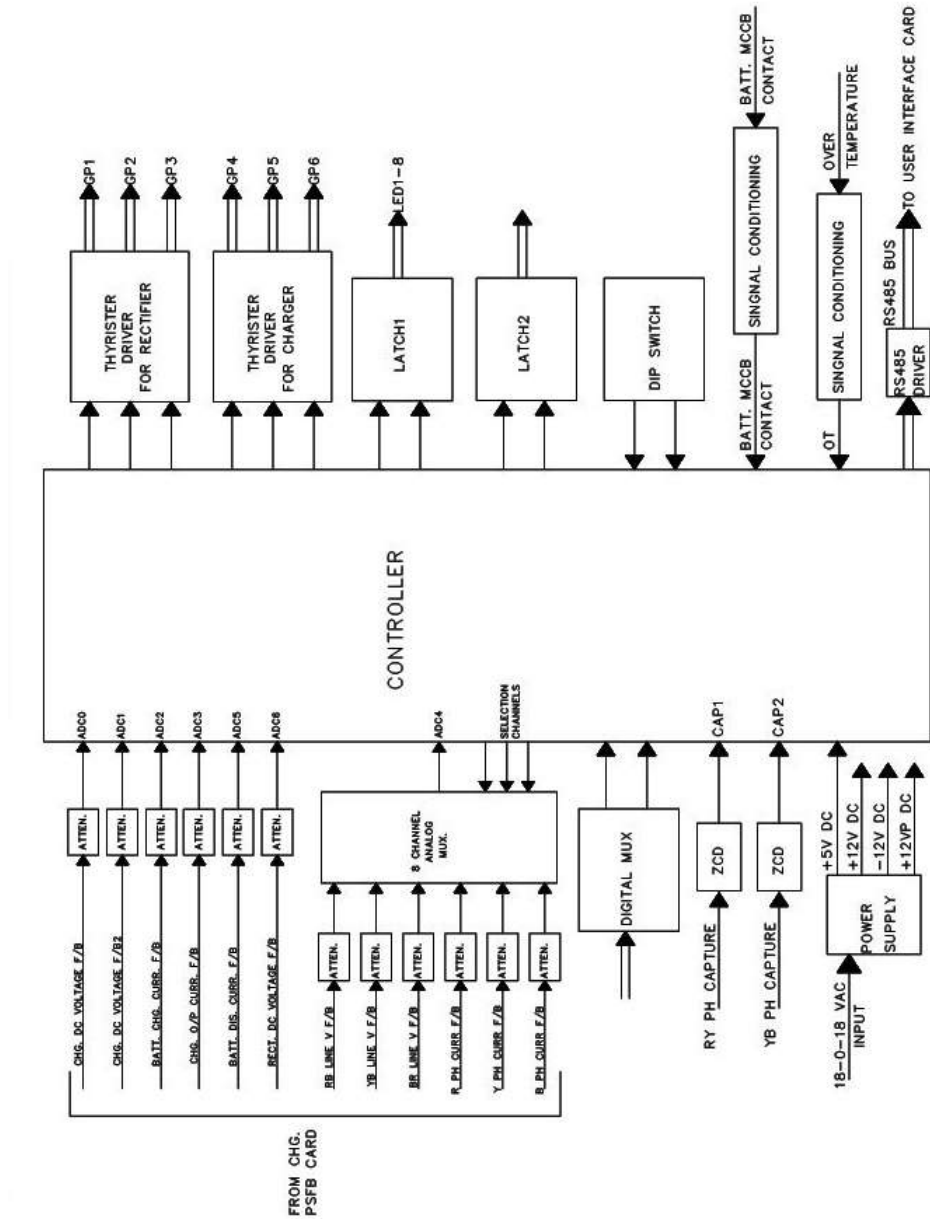 FROM CHG.
PSFB CARD
CHG. DC VOLTAGE F/B
ATTEN.
ADC0
CHG. DC VOLTAGE F/B2
ATTEN.
ADC1
BATT. CHG. CURR. F/B
ATTEN.
ADC2
CHG. O/P CURR. F/B
ATTEN.
ADC3
BATT. DIS. CURR. F/B
ATTEN.
ADC5
RECT. DC VOLTAGE F/B
ATTEN.
ADC6
RB LINE V F/B
ATTEN.
YB LINE V F/B
ATTEN.
BR LINE V F/B
ATTEN.
R PH CURR F/B
ATTEN.
Y PH CURR F/B
ATTEN.
B PH CURR F/B
ATTEN.
8 CHANNEL
ANALOG
MUX.
ADC4
SELECTION
CHANNELS
DIGITAL MUX
RY PH CAPTURE
ZCD
CAP1
YB PH CAPTURE
ZCD
CAP2
18-0-18 VAC
INPUT
POWER
SUPPLY
+5V DC
+12V DC
-12V DC
+12VP DC
CONTROLLER
THYRISTER
DRIVER
FOR RECTIFIER
GP1
GP2
GP3
THYRISTER
DRIVER
FOR CHARGER
GP4
GP5
GP6
LATCH1
LED1-8
LATCH2
DIP SWITCH
BATT. MCCB
CONTACT
SINGNAL CONDITIONING
BATT. MCCB
CONTACT
OT
SINGNAL CONDITIONING
OVER
TEMPERATURE
RS485
DRIVER
RS485 BUS
TO USER INTERFACE CARD